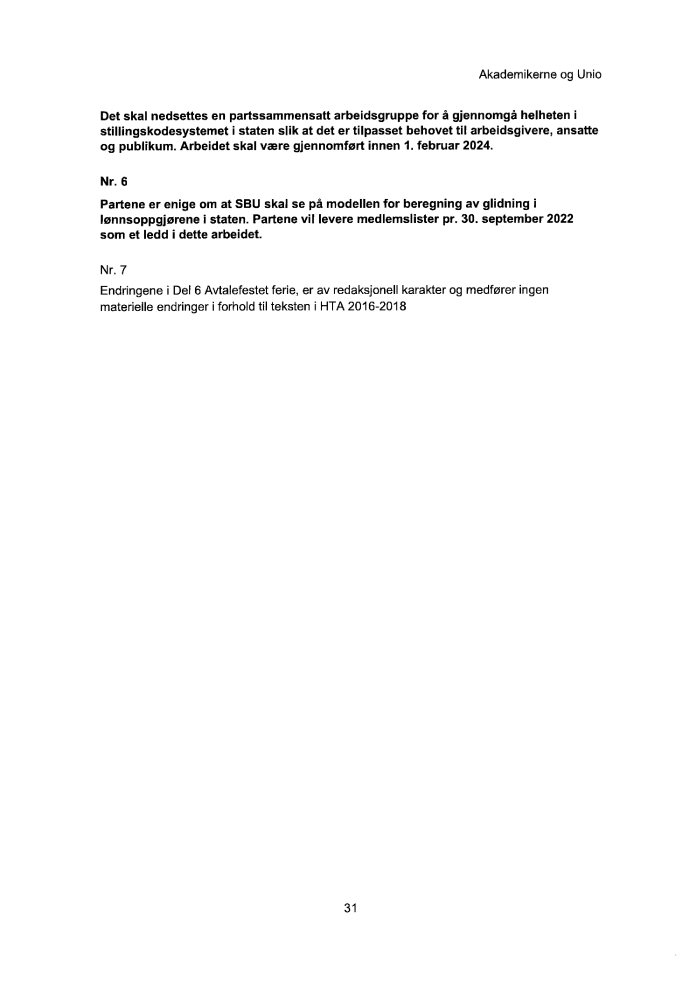 Akademikerne og Unio
Det skal nedsettes en partssammensatt arbeidsgruppe for å gjennomgå helheten i
stillingskodesystemet i staten slik at det er tilpasset behovet til arbeidsgivere, ansatte
og publikum. Arbeidet skal være gjennomført innen 1. februar 2024.
Nr. 6
Partene er enige om at SBU skal se på modellen for beregning av glidning i
lønnsoppgjørene i staten. Partene vil levere medlemslister pr. 30. september 2022
som et ledd i dette arbeidet.
Nr. 7
Endringene i Del 6 Avtalefestet ferie, er av redaksjonell karakter og medfører ingen
materielle endringer i forhold til teksten i HTA 2016-2018
31